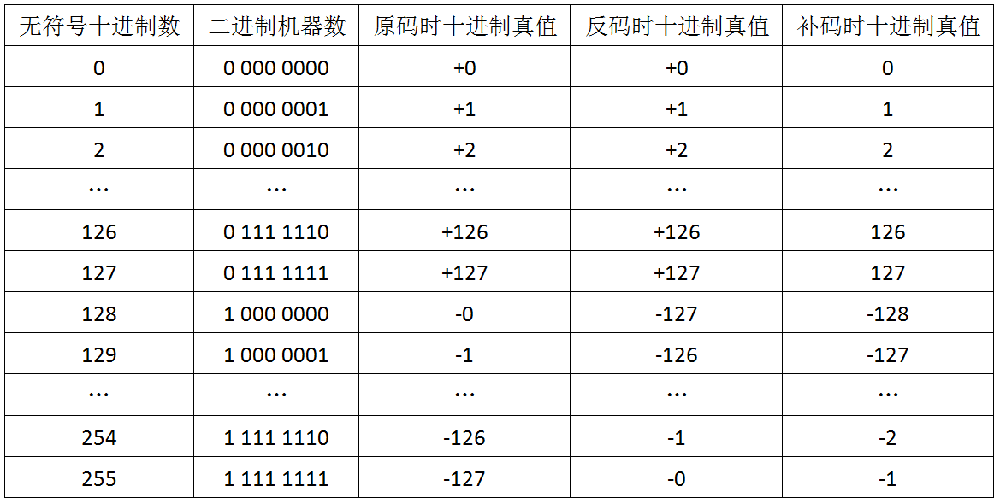 无符号十进制数 二进制机器数 原码时十进制真值 反码时十进制真值 补码时十进制真值
0 0 000 0000 +0 +0 0
1 0 000 0001 +1 +1 1
2 0 000 0010 +2 +2 2
… … … … …
126 0 111 1110 +126 +126 126
127 0 111 1111 +127 +127 127
128 1 000 0000 -0 -127 -128
129 1 000 0001 -1 -126 -127
… … … … …
254 1 111 1110 -126 -1 -2
255 1 111 1111 -127 -0 -1